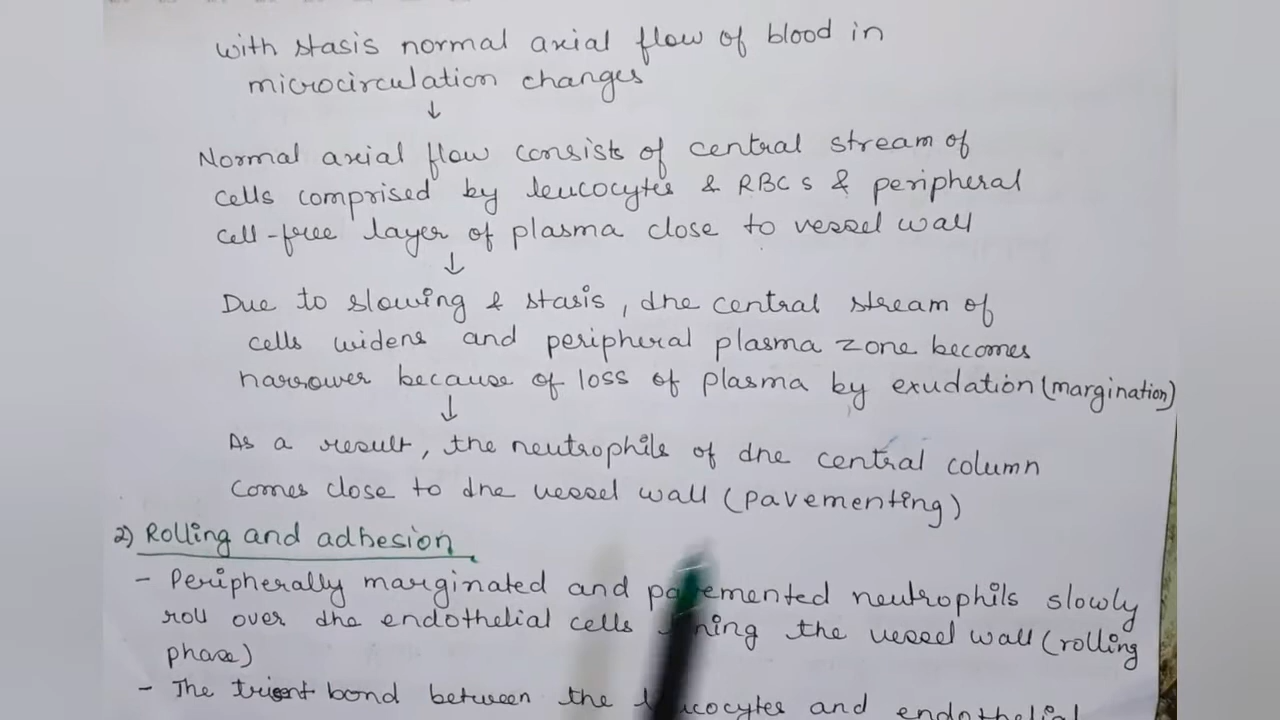 with stasis normal axial flow of blood in
microcirculation changes
↓
Normal axial flow consists of central stream of
cells comprised by leucocytes & RBCs & peripheral
cell-free layer of plasma close to vessel wall
↓
Due to slowing & stasis, the central stream of
cells widens and peripheral plasma zone becomes
narrower because of loss of plasma by exudation (margination)
↓
As a result, the neutrophils of the central column
comes close to the vessel wall (pavementing)
2) Rolling and adhesion
- Peripherally marginated and pavemented neutrophils slowly
roll over the endothelial cells lining the vessel wall (rolling
phase)
- The bond between the leucocytes and endothelial